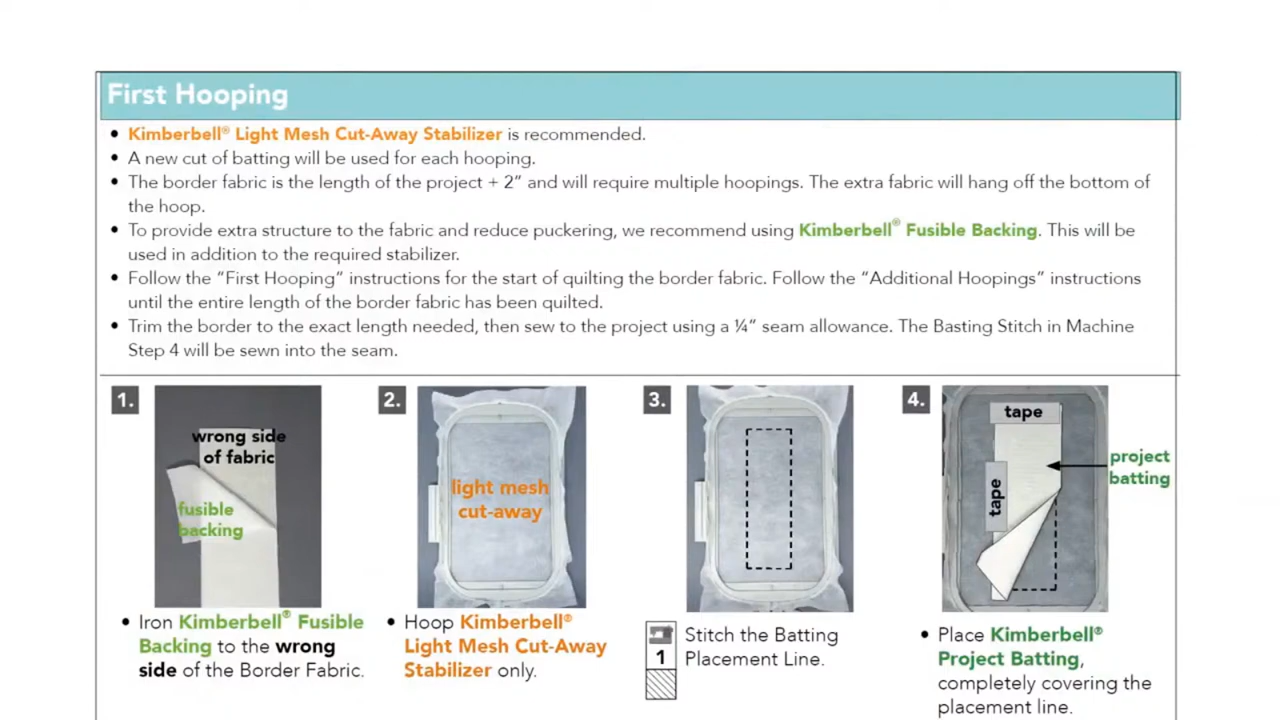 First Hooping
• Kimberbell® Light Mesh Cut-Away Stabilizer is recommended.
• A new cut of batting will be used for each hooping.
• The border fabric is the length of the project + 2” and will require multiple hoopings. The extra fabric will hang off the bottom of
the hoop.
• To provide extra structure to the fabric and reduce puckering, we recommend using Kimberbell® Fusible Backing. This will be
used in addition to the required stabilizer.
• Follow the “First Hooping” instructions for the start of quilting the border fabric. Follow the “Additional Hoopings” instructions
until the entire length of the border fabric has been quilted.
• Trim the border to the exact length needed, then sew to the project using a ¼” seam allowance. The Basting Stitch in Machine
Step 4 will be sewn into the seam.
1.
wrong side
of fabric
fusible
backing
• Iron Kimberbell® Fusible
Backing to the wrong
side of the Border Fabric.
2.
light mesh
cut-away
• Hoop Kimberbell®
Light Mesh Cut-Away
Stabilizer only.
3.
1
Stitch the Batting
Placement Line.
4.
tape
tape
project
batting
• Place Kimberbell®
Project Batting,
completely covering the
placement line.